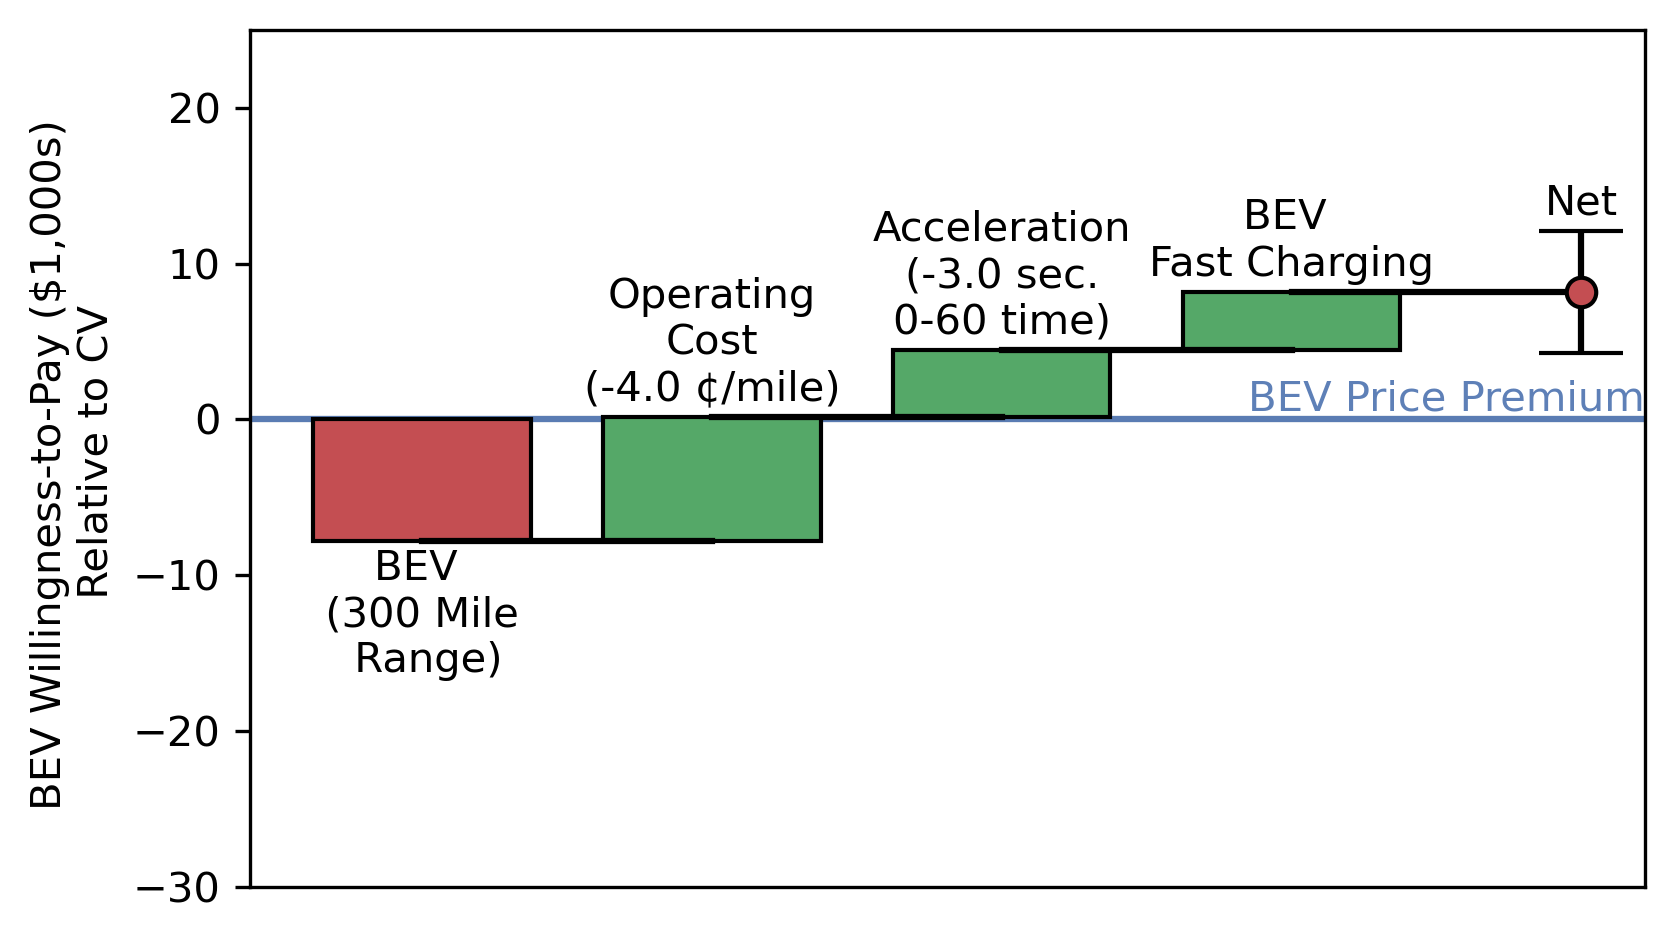 BEV Willingness-to-Pay ($1,000s)
Relative to CV
20
10
0
−10
−20
−30
BEV
(300 Mile
Range)
Operating
Cost
(-4.0 ¢/mile)
Acceleration
(-3.0 sec.
0-60 time)
BEV
Fast Charging
Net
BEV Price Premium